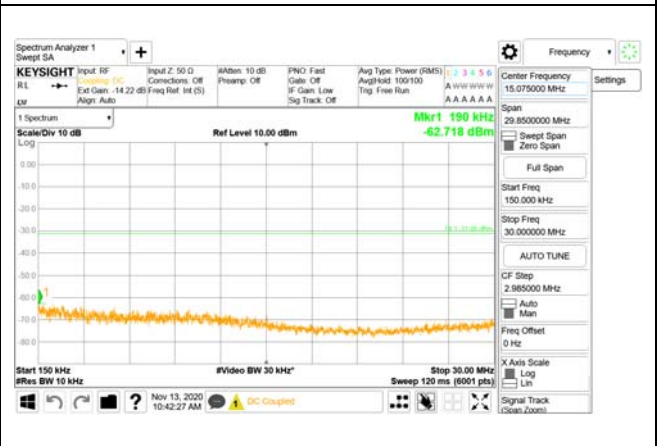 Spectrum Analyzer 1
Swept SA
+
Frequency
KEYSIGHT
RL
Input: RF
Coupling: DC
Ext Gain: -14.22 dB
Align: Auto
Input Z: 50 Ω
Corrections: Off
Freq Ref: Int (S)
#Atten: 10 dB
Preamp: Off
PNO: Fast
Gate: Off
IF Gain: Low
Sig Track: Off
Avg Type: Power (RMS)
Avg|Hold: 100/100
Trig: Free Run
1 2 3 4 5 6
A W W W W W
A A A A A A
Center Frequency
15.075000 MHz
Settings
1 Spectrum
Scale/Div 10 dB
Log
Ref Level 10.00 dBm
Mkr1 190 kHz
-62.718 dBm
Span
29.8500000 MHz
Swept Span
Zero Span
Full Span
Start Freq
150.000 kHz
Stop Freq
30.000000 MHz
AUTO TUNE
CF Step
2.985000 MHz
Auto
Man
Freq Offset
0 Hz
X Axis Scale
Log
Lin
Signal Track
(Span Zoom)
0.00
-10.0
-20.0
-30.0
-40.0
-50.0
-60.0
-70.0
-80.0
1
Start 150 kHz
#Res BW 10 kHz
#Video BW 30 kHz*
Stop 30.00 MHz
Sweep 120 ms (6001 pts)
?
Nov 13, 2020
10:42:27 AM
1
DC Coupled